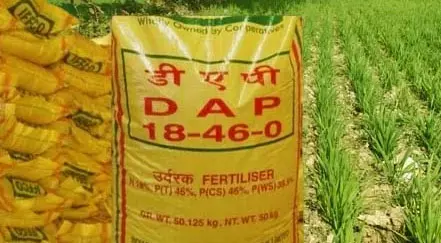 Wholly Owned by Cooperatives
डी ए पी
DAP
18-46-0
उर्वरक FERTILISER
N 18%, P(T) 46%, P(CS) 46%, P(WS)
GR. WT. 50.125 kg. NT. WT. 50 kg